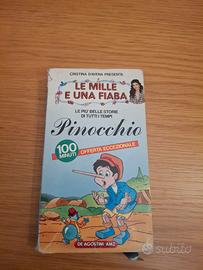 CRISTINA D'AVENA PRESENTA
LE MILLE
E UNA FIABA
LE PIU' BELLE STORIE
DI TUTTI I TEMPI
Pinocchio
100
MINUTI
OFFERTA ECCEZIONALE
DE AGOSTINI AMZ
subito